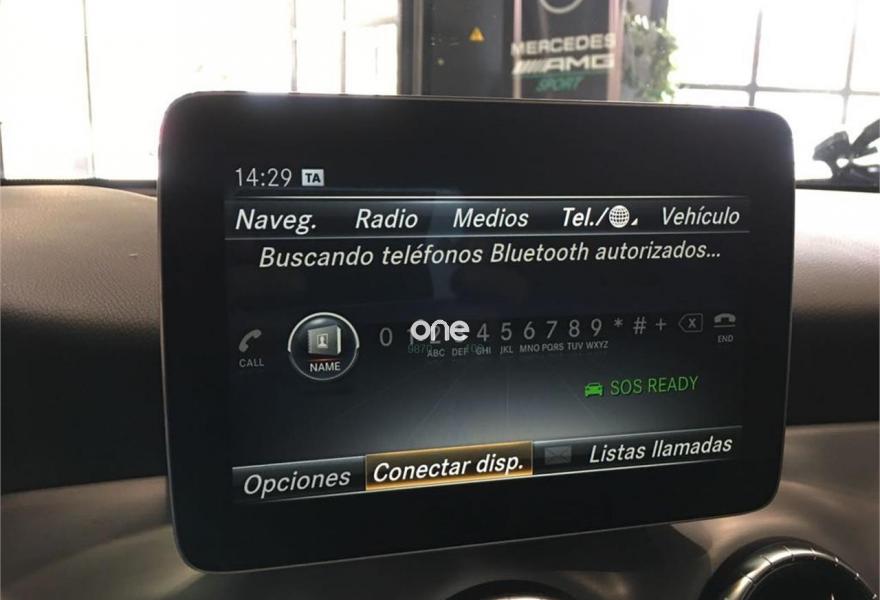 MERCEDES
AMG
SPORT
14:29 TA
Naveg. Radio Medios Tel./ Vehículo
Buscando teléfonos Bluetooth autorizados...
one
CALL NAME 0 4 5 6 7 8 9 * # + END
ABC DEF GHI JKL MNO PQRS TUV WXYZ
SOS READY
Opciones Conectar disp. Listas llamadas